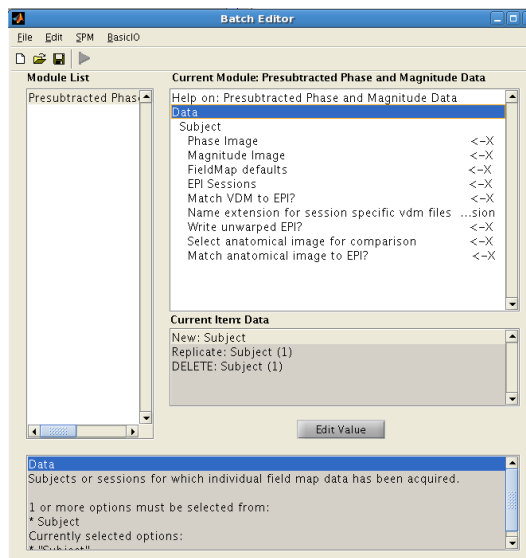 Batch Editor
File Edit SPM BasicIO
Module List
Current Module: Presubtracted Phase and Magnitude Data
Presubtracted Phas
Help on: Presubtracted Phase and Magnitude Data
Data
Subject
Phase Image <-X
Magnitude Image <-X
FieldMap defaults <-X
EPI Sessions <-X
Match VDM to EPI? <-X
Name extension for session specific vdm files ...sion
Write unwarped EPI? <-X
Select anatomical image for comparison <-X
Match anatomical image to EPI? <-X
Current Item: Data
New: Subject
Replicate: Subject (1)
DELETE: Subject (1)
Edit Value
Data
Subjects or sessions for which individual field map data has been acquired.
1 or more options must be selected from:
* Subject
Currently selected options:
* "Subject"